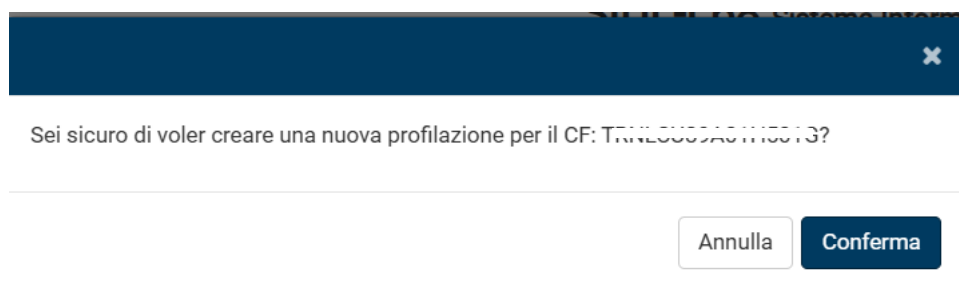 Sei sicuro di voler creare una nuova profilazione per il CF:
Annulla
Conferma